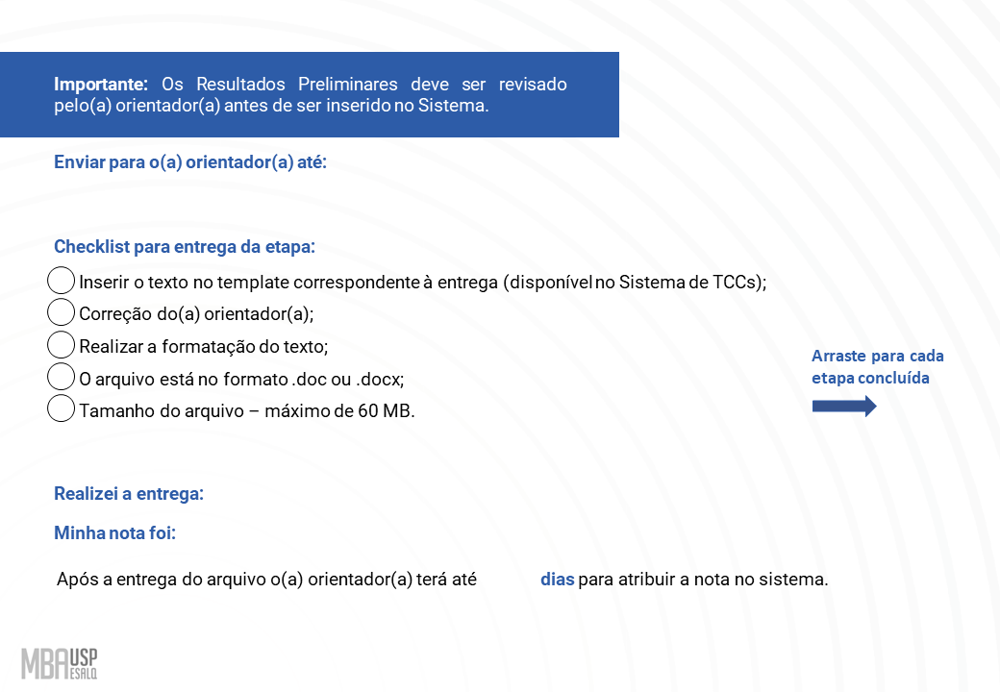 Importante: Os Resultados Preliminares deve ser revisado
pelo(a) orientador(a) antes de ser inserido no Sistema.
Enviar para o(a) orientador(a) até:
Checklist para entrega da etapa:
Inserir o texto no template correspondente à entrega (disponível no Sistema de TCCs);
Correção do(a) orientador(a);
Realizar a formatação do texto;
O arquivo está no formato .doc ou .docx;
Tamanho do arquivo – máximo de 60 MB.
Arraste para cada
etapa concluída
Realizei a entrega:
Minha nota foi:
Após a entrega do arquivo o(a) orientador(a) terá até dias para atribuir a nota no sistema.
MBA USP
ESALQ